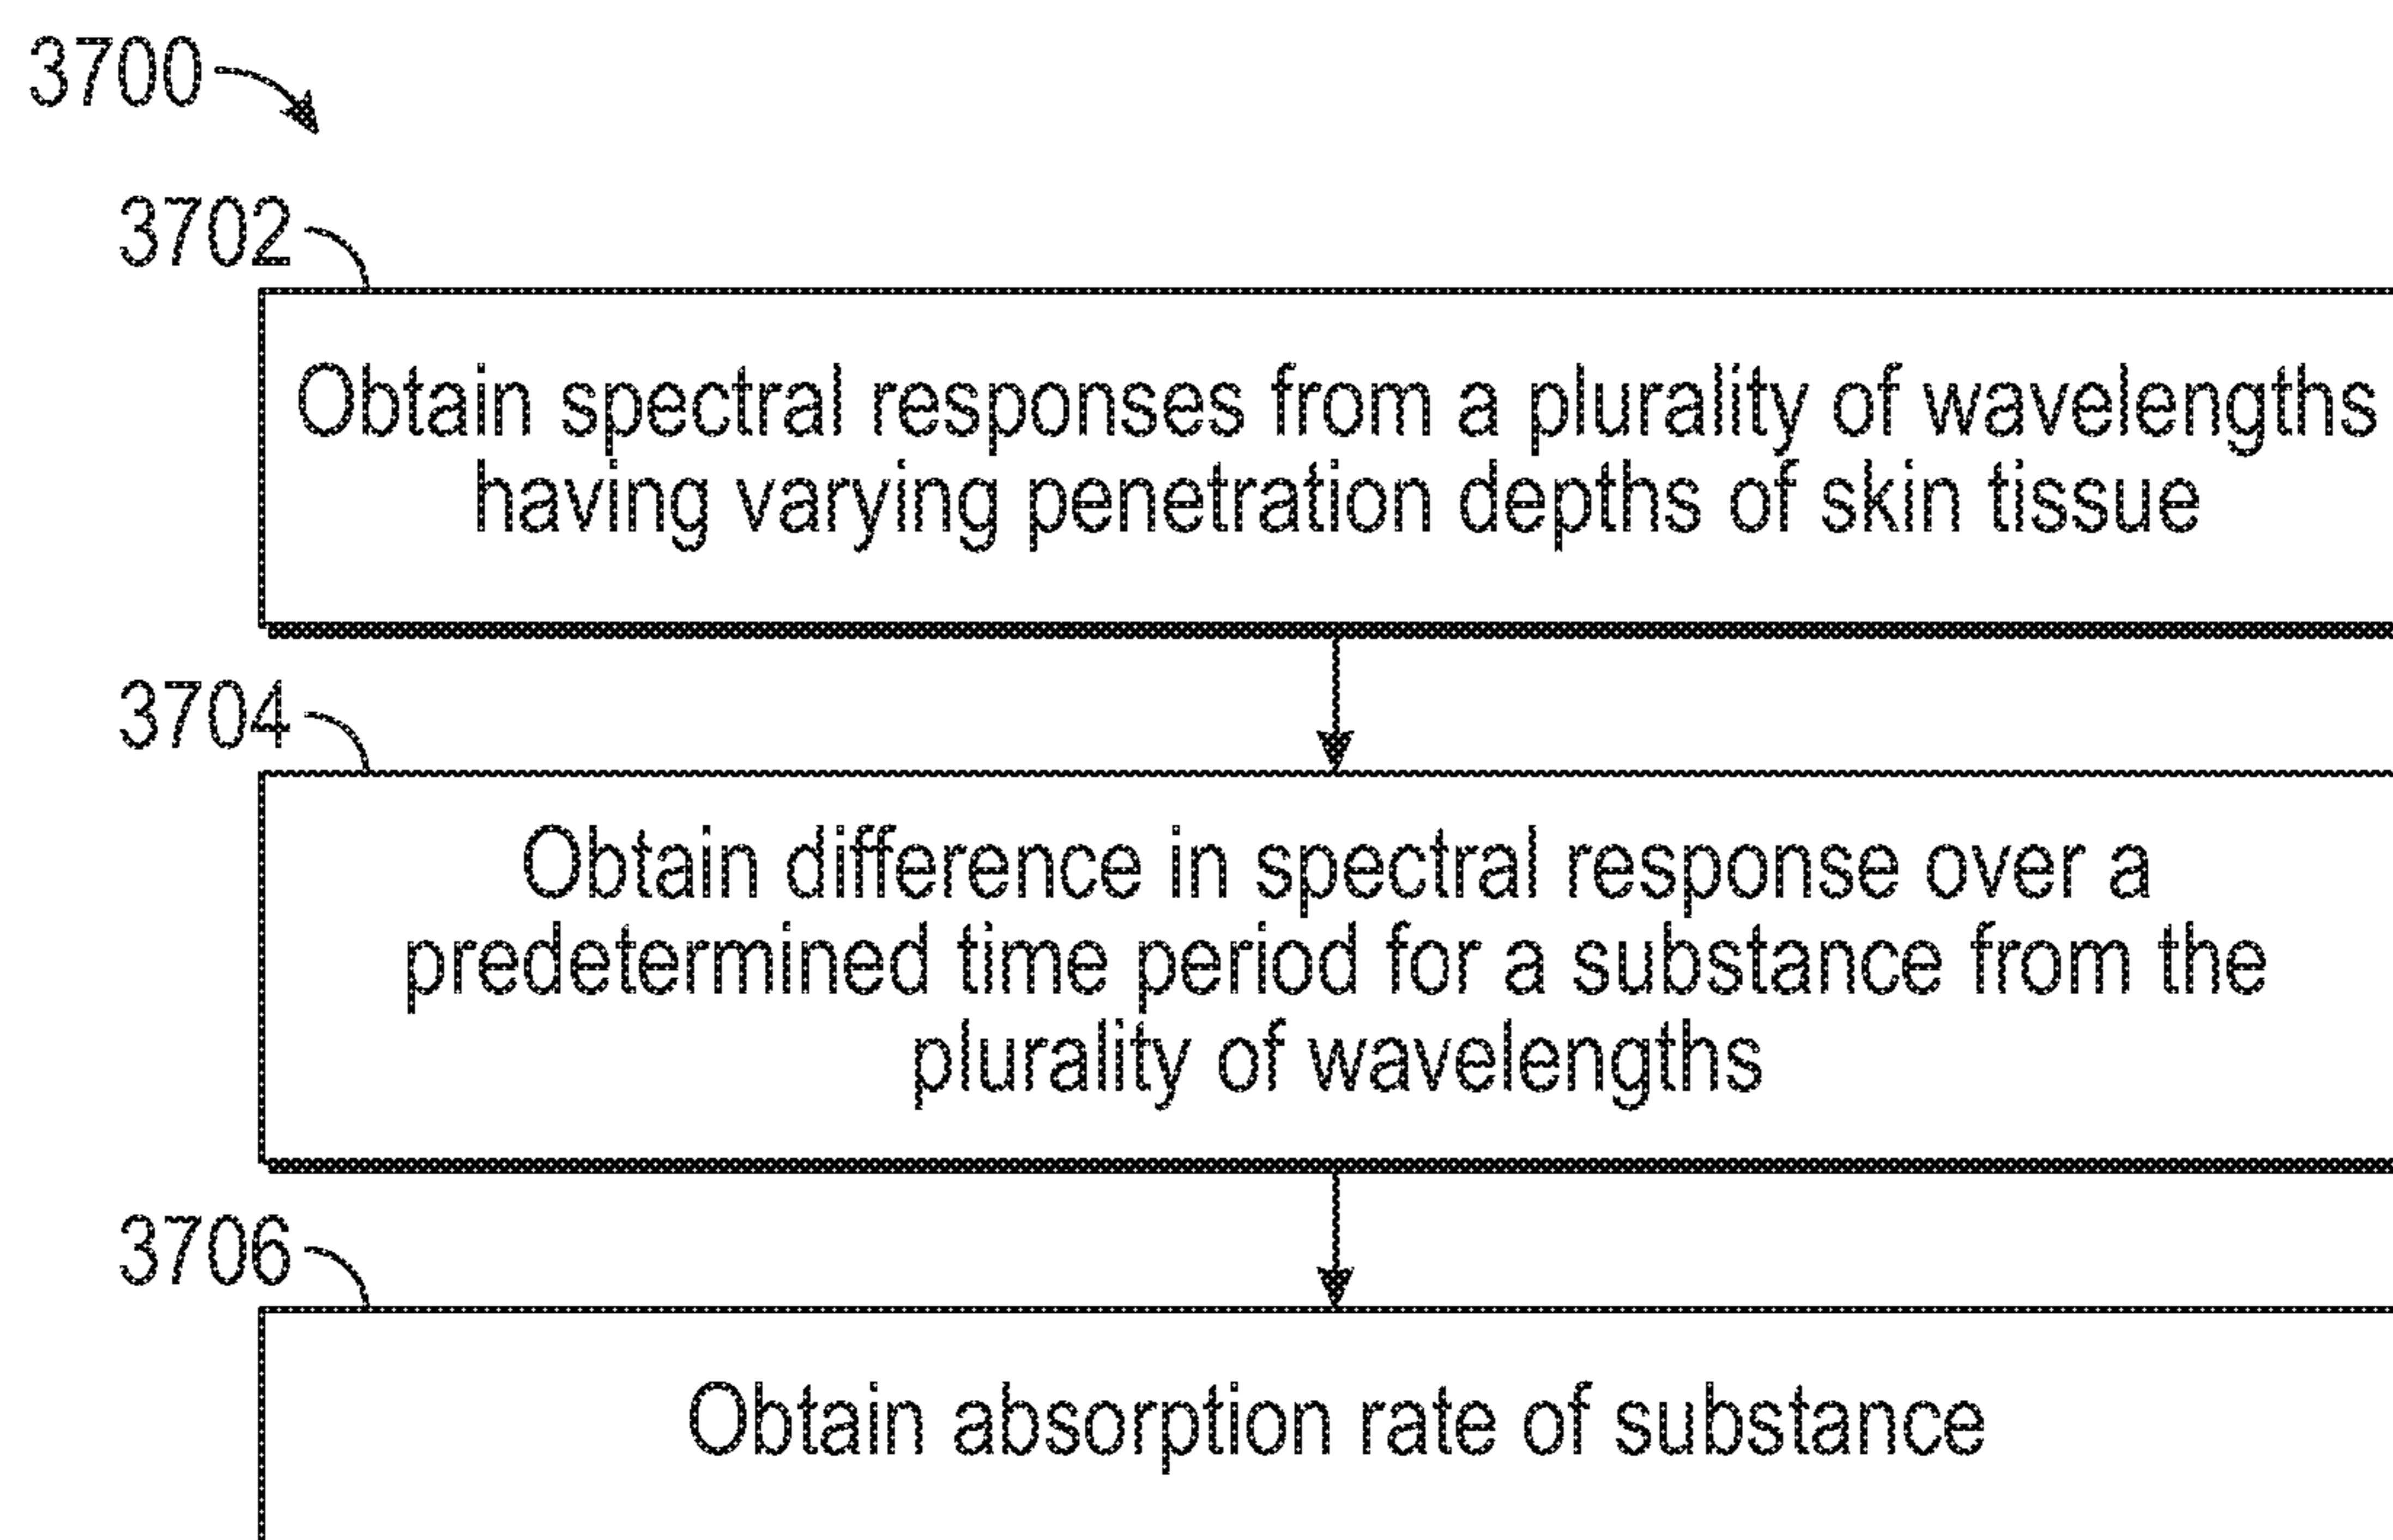 3700
3702
Obtain spectral responses from a plurality of wavelengths
having varying penetration depths of skin tissue
3704
Obtain difference in spectral response over a
predetermined time period for a substance from the
plurality of wavelengths
3706
Obtain absorption rate of substance